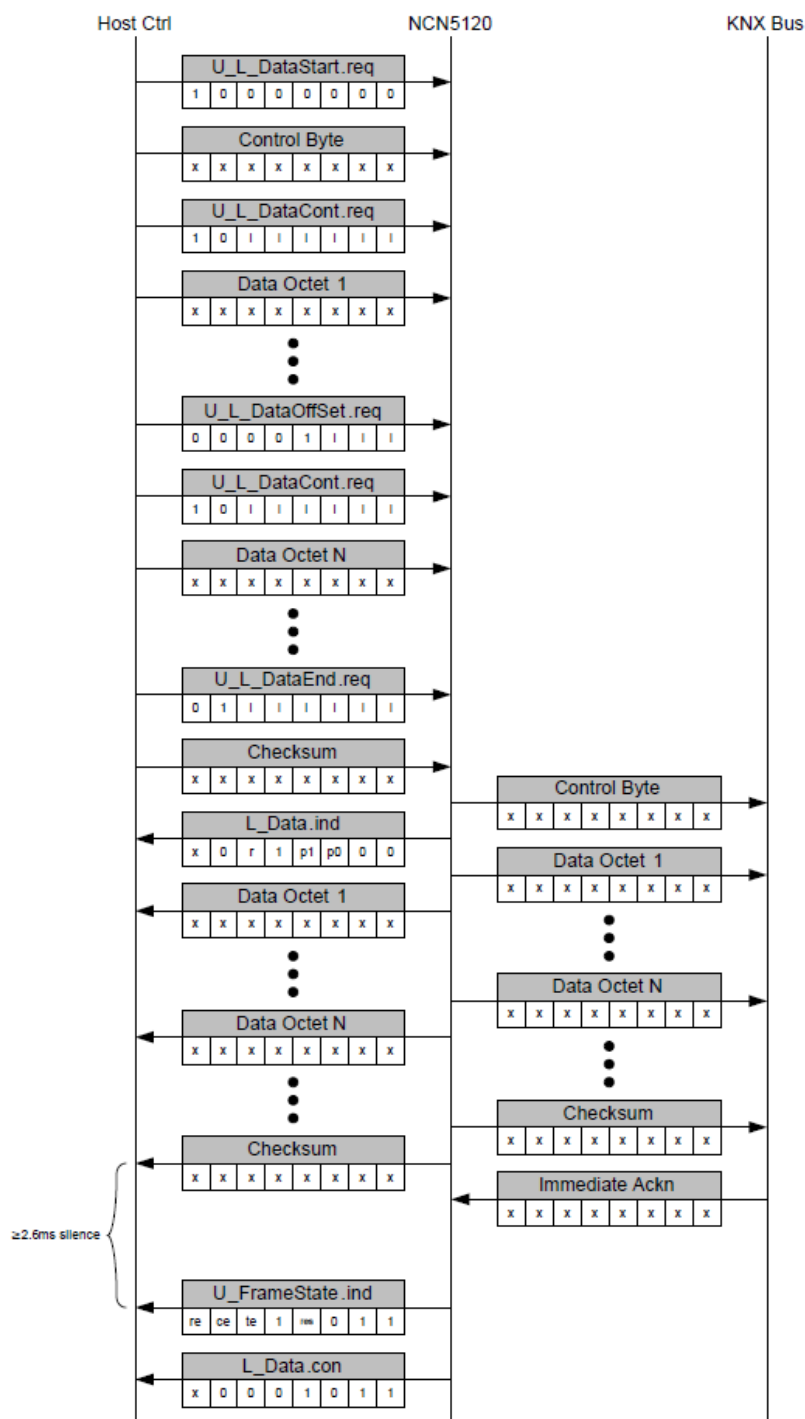 Host Ctrl NCN5120 KNX Bus
U_L_DataStart.req
1 0 0 0 0 0 0 0
Control Byte
x x x x x x x x
U_L_DataCont.req
1 0 I I I I I I
Data Octet 1
x x x x x x x x
U_L_DataOffSet.req
0 0 0 0 1 I I I
U_L_DataCont.req
1 0 I I I I I I
Data Octet N
x x x x x x x x
U_L_DataEnd.req
0 1 I I I I I I
Checksum
x x x x x x x x
Control Byte
x x x x x x x x
L_Data.ind
x 0 r 1 p1 p0 0 0
Data Octet 1
x x x x x x x x
Data Octet 1
x x x x x x x x
Data Octet N
x x x x x x x x
Data Octet N
x x x x x x x x
Checksum
x x x x x x x x
Checksum
x x x x x x x x
Immediate Ackn
x x x x x x x x
≥2.6ms silence
U_FrameState.ind
re ce te 1 res 0 1 1
L_Data.con
x 0 0 0 1 0 1 1